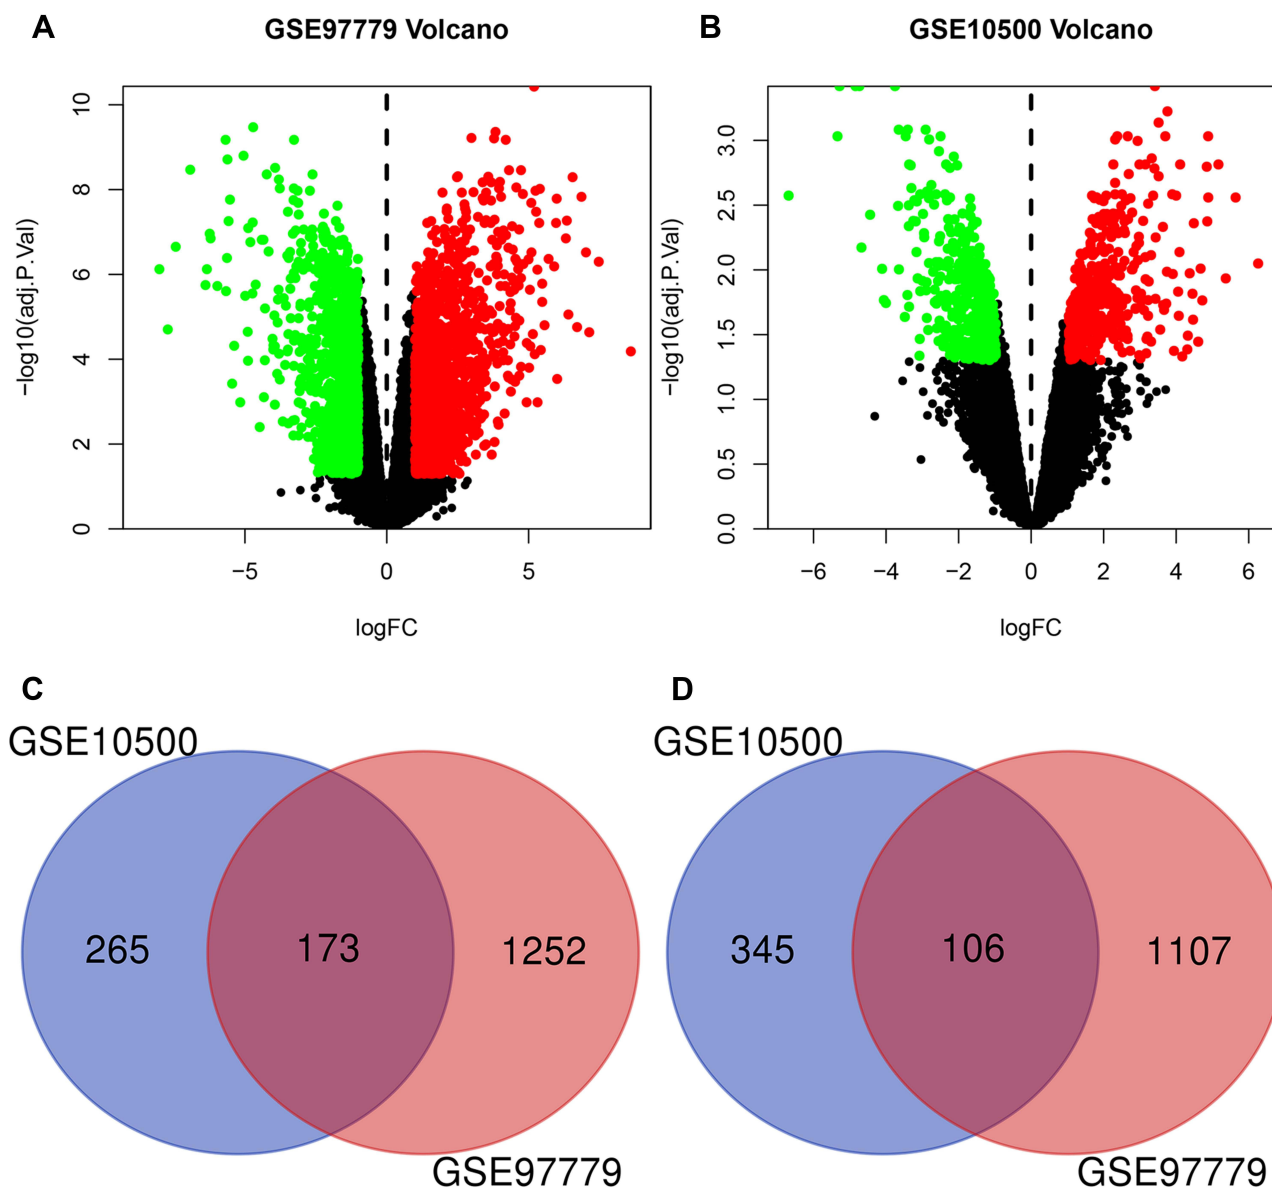 A
GSE97779 Volcano
−log10(adj.P.Val)
10
8
6
4
2
0
−5
0
5
logFC
B
GSE10500 Volcano
−log10(adj.P.Val)
3.0
2.5
2.0
1.5
1.0
0.5
0.0
−6
−4
−2
0
2
4
6
logFC
C
GSE10500
265
173
1252
GSE97779
D
GSE10500
345
106
1107
GSE97779